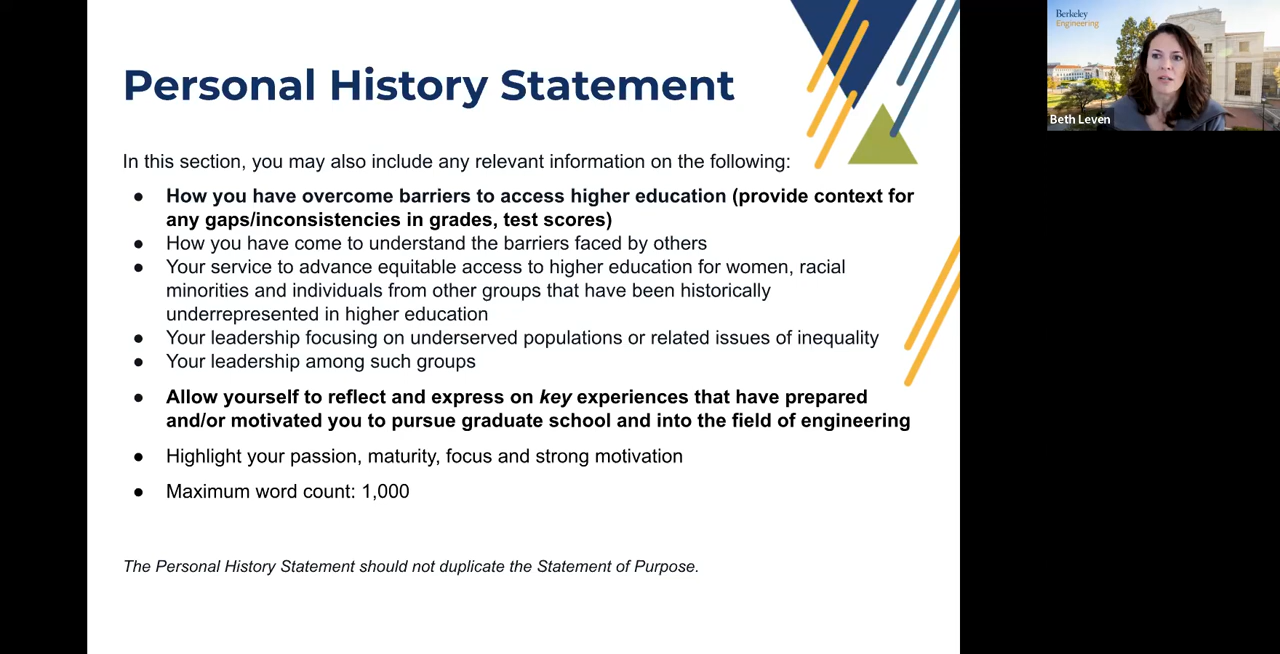 Personal History Statement
In this section, you may also include any relevant information on the following:
● How you have overcome barriers to access higher education (provide context for
any gaps/inconsistencies in grades, test scores)
● How you have come to understand the barriers faced by others
● Your service to advance equitable access to higher education for women, racial
minorities and individuals from other groups that have been historically
underrepresented in higher education
● Your leadership focusing on underserved populations or related issues of inequality
● Your leadership among such groups
● Allow yourself to reflect and express on key experiences that have prepared
and/or motivated you to pursue graduate school and into the field of engineering
● Highlight your passion, maturity, focus and strong motivation
● Maximum word count: 1,000
The Personal History Statement should not duplicate the Statement of Purpose.
Berkeley
Engineering
Beth Leven